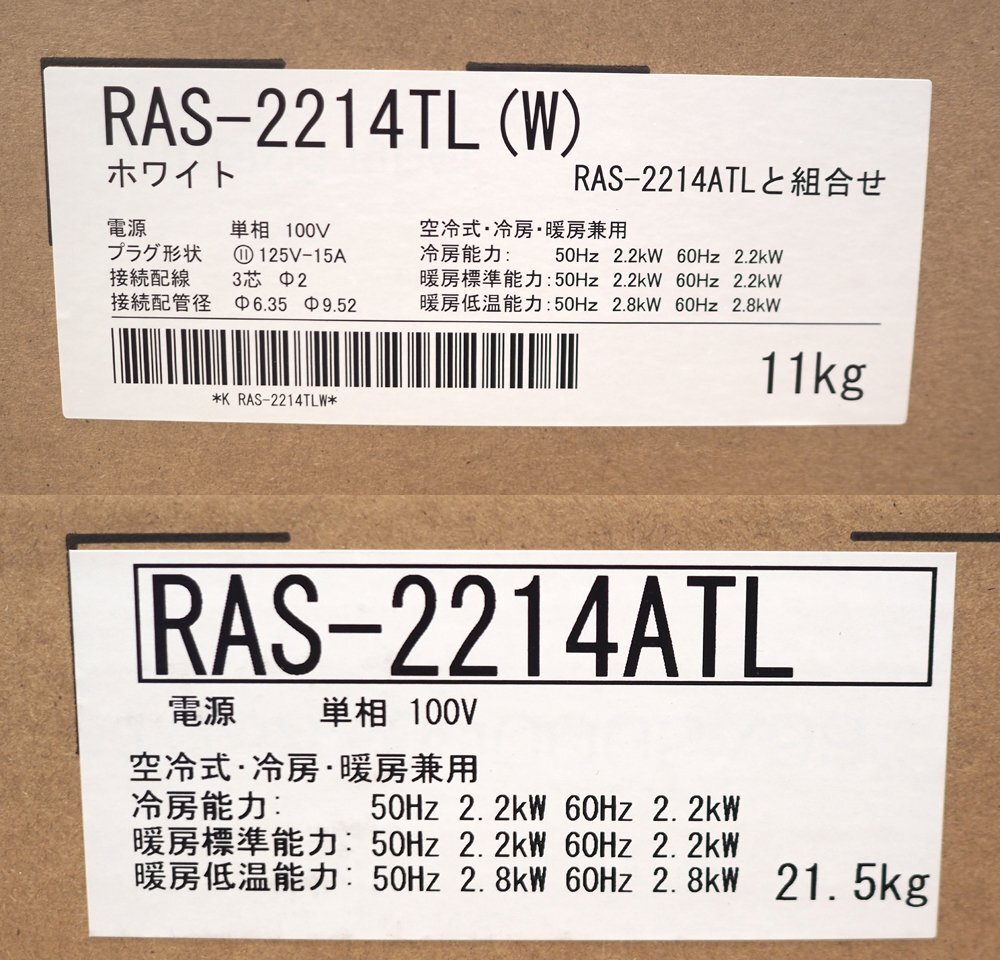 RAS-2214TL(W)
ホワイト
RAS-2214ATLと組合せ
電源 単相 100V
プラグ形状 125V-15A
接続配線 3芯 Φ2
接続配管径 Φ6.35 Φ9.52
空冷式・冷房・暖房兼用
冷房能力: 50Hz 2.2kW 60Hz 2.2kW
暖房標準能力:50Hz 2.2kW 60Hz 2.2kW
暖房低温能力:50Hz 2.8kW 60Hz 2.8kW
*K RAS-2214TLW*
11kg
RAS-2214ATL
電源 単相 100V
空冷式・冷房・暖房兼用
冷房能力: 50Hz 2.2kW 60Hz 2.2kW
暖房標準能力: 50Hz 2.2kW 60Hz 2.2kW
暖房低温能力: 50Hz 2.8kW 60Hz 2.8kW
21.5kg